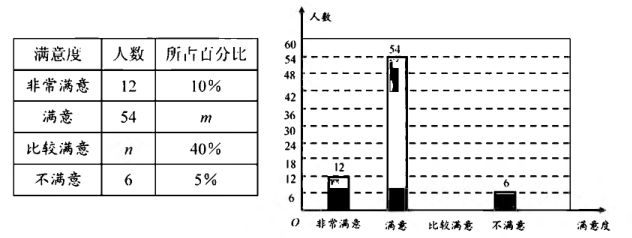 满意度 人数 所占百分比
非常满意 12 10%
满意 54 m
比较满意 n 40%
不满意 6 5%
人数
60
54
48
42
36
30
24
18
12
6
O
54
12
6
非常满意 满意 比较满意 不满意 满意度